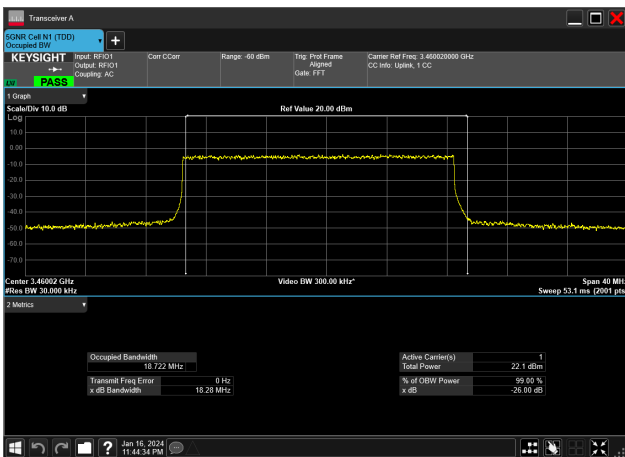 Transceiver A
5GNR Cell N1 (TDD)
Occupied BW
+
KEYSIGHT
LV
PASS
Input: RFIO1
Output: RFIO1
Coupling: AC
Corr CCorr
Range: -60 dBm
Trig: Prot Frame
Aligned
Gate: FFT
Carrier Ref Freq: 3.460020000 GHz
CC Info: Uplink, 1 CC
1 Graph
Scale/Div 10.0 dB
Ref Value 20.00 dBm
Log
10.0
0.00
-10.0
-20.0
-30.0
-40.0
-50.0
-60.0
-70.0
Center 3.46002 GHz
Video BW 300.00 kHz*
Span 40 MHz
#Res BW 30.000 kHz
Sweep 53.1 ms (2001 pts
2 Metrics
Occupied Bandwidth
18.722 MHz
Active Carrier(s) 1
Total Power 22.1 dBm
Transmit Freq Error 0 Hz
x dB Bandwidth 18.28 MHz
% of OBW Power 99.00 %
x dB -26.00 dB
?
Jan 16, 2024
11:44:34 PM